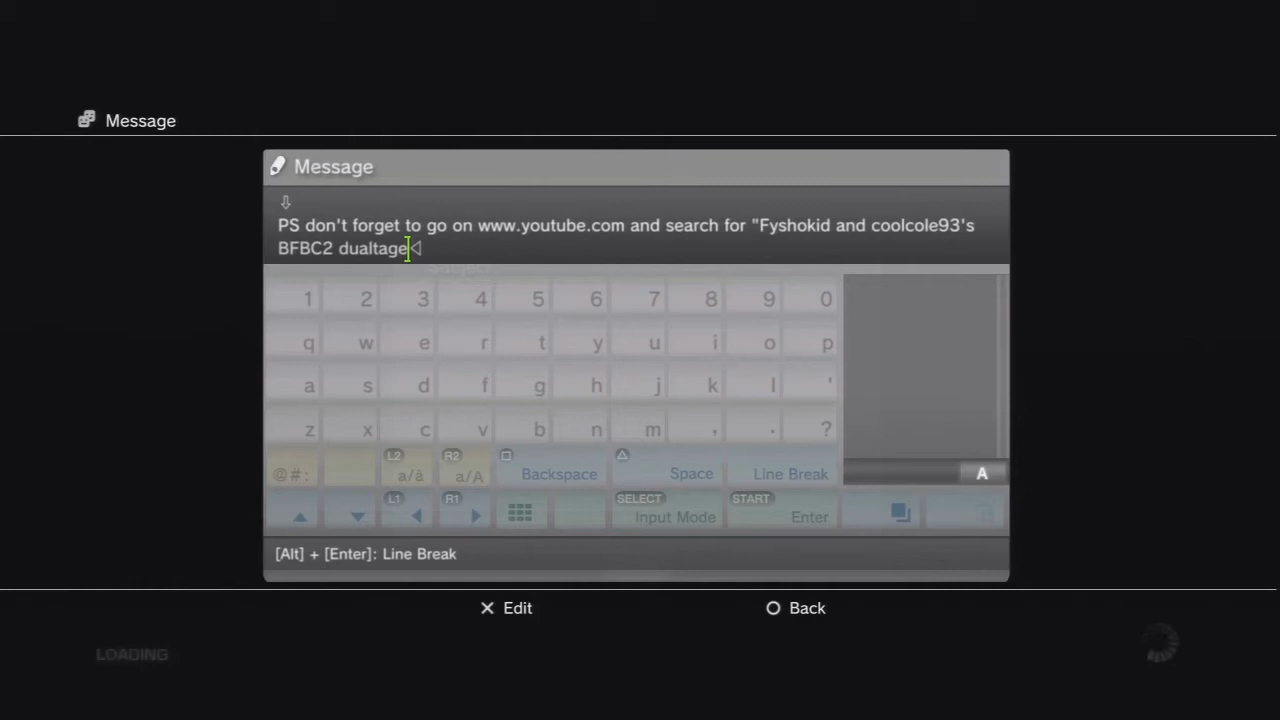 Message
Message
PS don't forget to go on www.youtube.com and search for "Fyshokid and coolcole93's
BFBC2 dualtage
Subject
1 2 3 4 5 6 7 8 9 0
q w e r t y u i o p
a s d f g h j k l '
z x c v b n m , . ?
@#: L2 a/à R2 a/A Backspace Space Line Break
L1 R1 SELECT Input Mode START Enter
A
[Alt] + [Enter]: Line Break
Edit Back
LOADING